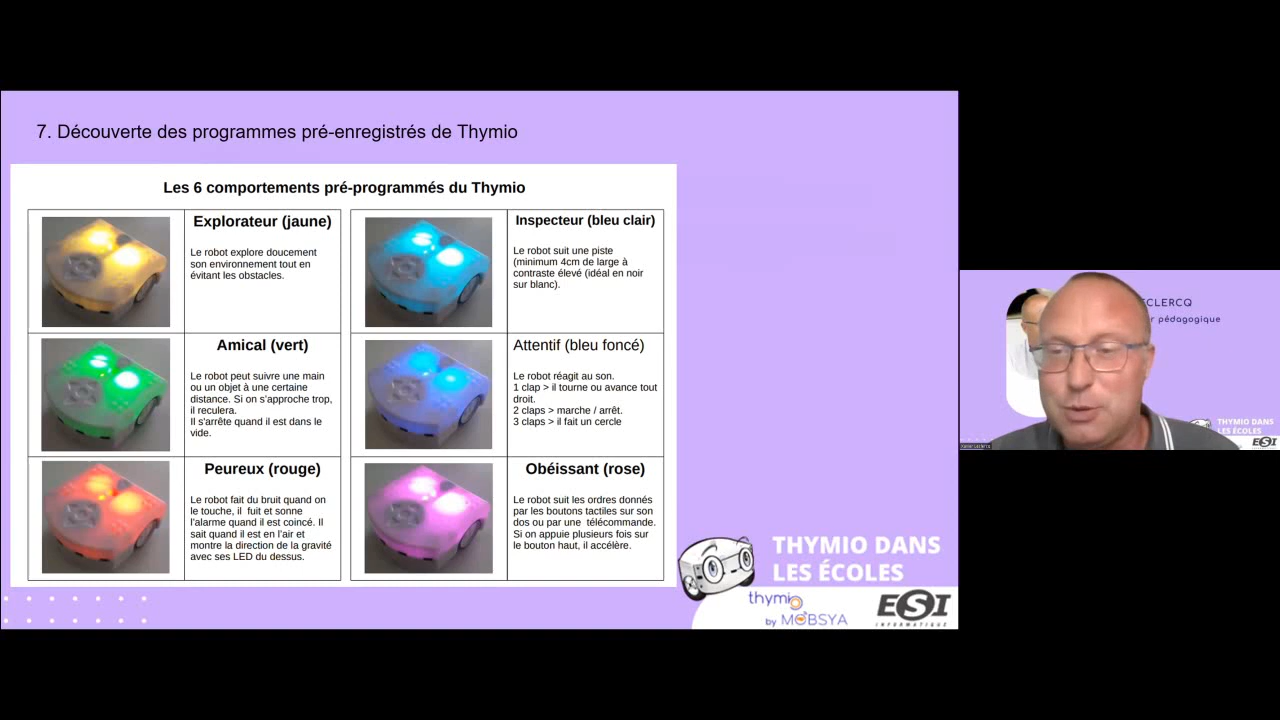 7. Découverte des programmes pré-enregistrés de Thymio
Les 6 comportements pré-programmés du Thymio
Explorateur (jaune)
Le robot explore doucement
son environnement tout en
évitant les obstacles.
Inspecteur (bleu clair)
Le robot suit une piste
(minimum 4cm de large à
contraste élevé (idéal en noir
sur blanc).
Amical (vert)
Le robot peut suivre une main
ou un objet à une certaine
distance. Si on s'approche trop,
il reculera.
Il s'arrête quand il est dans le
vide.
Attentif (bleu foncé)
Le robot réagit au son.
1 clap > il tourne ou avance tout
droit.
2 claps > marche / arrêt.
3 claps > il fait un cercle
Peureux (rouge)
Le robot fait du bruit quand on
le touche, il fuit et sonne
l'alarme quand il est coincé. Il
sait quand il est en l'air et
montre la direction de la gravité
avec ses LED du dessus.
Obéissant (rose)
Le robot suit les ordres donnés
par les boutons tactiles sur son
dos ou par une télécommande.
Si on appuie plusieurs fois sur
le bouton haut, il accélère.
THYMIO DANS
LES ÉCOLES
thymio
by MOBSYA
ESI
INFORMATIQUE
ECLERCQ
r pédagogique
THYMIO DANS
LES ÉCOLES
ESI